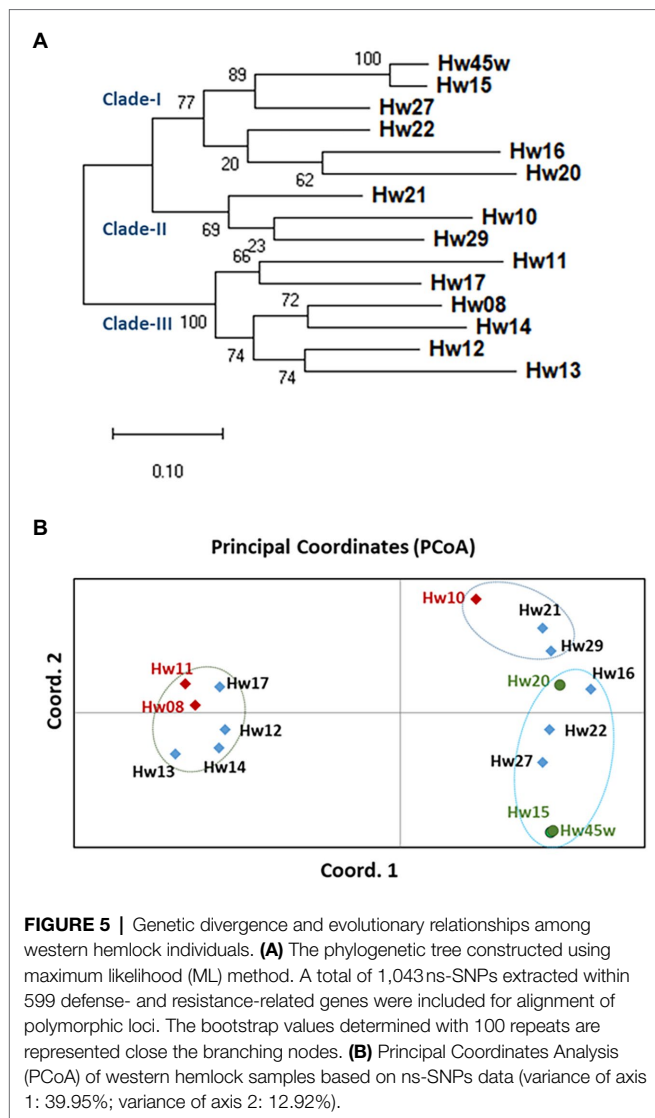 A
100
Hw45w
89
Hw15
Clade-I
77
Hw27
Hw22
Hw16
20
62
Hw20
Hw21
Clade-II
69
Hw10
23
Hw29
66
Hw11
Hw17
Clade-III
100
72
Hw08
Hw14
74
Hw12
74
Hw13
0.10
B
Principal Coordinates (PCoA)
Coord. 2
Hw10
Hw21
Hw29
Hw11
Hw17
Hw20
Hw16
Hw08
Hw12
Hw22
Hw13
Hw14
Hw27
Hw15
Hw45w
Coord. 1
FIGURE 5 | Genetic divergence and evolutionary relationships among
western hemlock individuals. (A) The phylogenetic tree constructed using
maximum likelihood (ML) method. A total of 1,043 ns-SNPs extracted within
599 defense- and resistance-related genes were included for alignment of
polymorphic loci. The bootstrap values determined with 100 repeats are
represented close the branching nodes. (B) Principal Coordinates Analysis
(PCoA) of western hemlock samples based on ns-SNPs data (variance of axis
1: 39.95%; variance of axis 2: 12.92%).